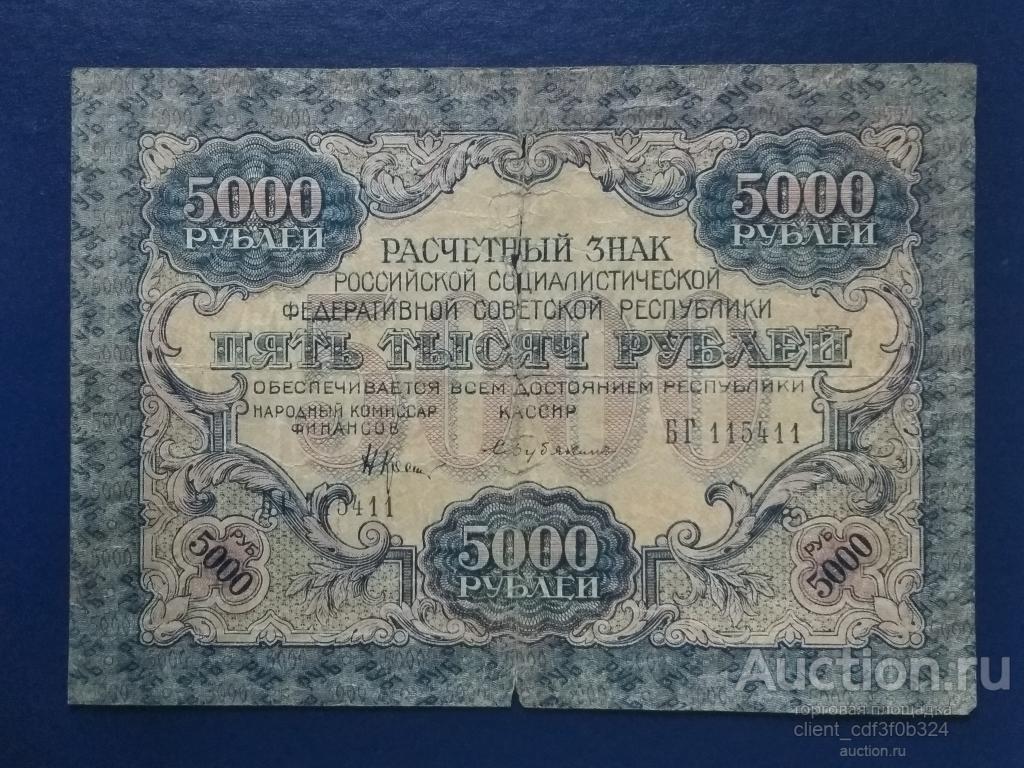 5000
РУБЛЕЙ
5000
РУБЛЕЙ
РАСЧЕТНЫЙ ЗНАК
РОССИЙСКОЙ СОЦИАЛИСТИЧЕСКОЙ
ФЕДЕРАТИВНОЙ СОВЕТСКОЙ РЕСПУБЛИКИ
5000
ПЯТЬ ТЫСЯЧ РУБЛЕЙ
ОБЕСПЕЧИВАЕТСЯ ВСЕМ ДОСТОЯНИЕМ РЕСПУБЛИКИ
НАРОДНЫЙ КОМИССАР
ФИНАНСОВ
КАССИР
БГ 115411
5411
5000
РУБЛЕЙ
РУБ
5000
РУБ
5000
Auction.ru
торговая площадка
client_cdf3f0b324
auction.ru